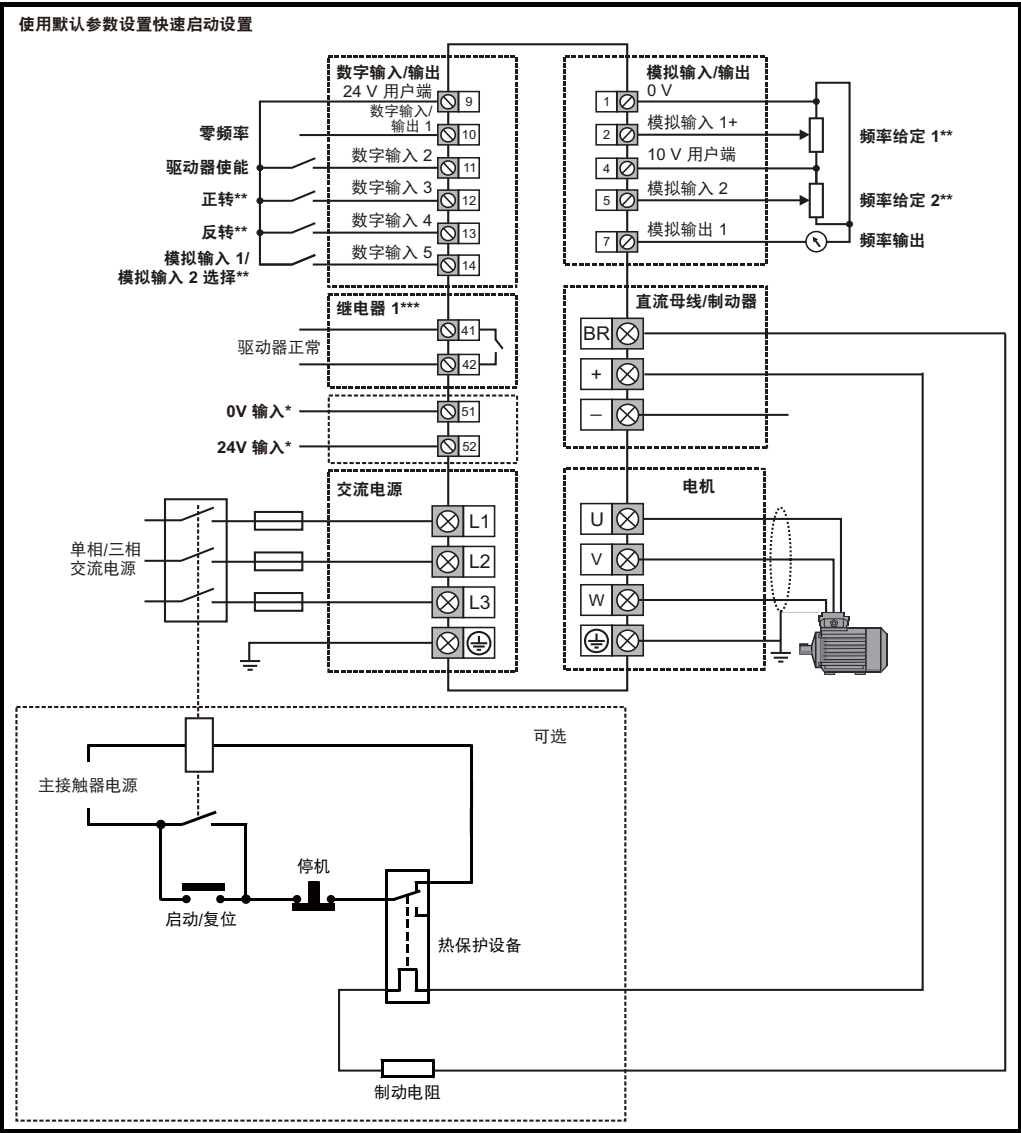 使用默认参数设置快速启动设置
数字输入/输出
24 V 用户端
9
数字输入/
输出 1
10
零频率
驱动器使能
数字输入 2
11
正转**
数字输入 3
12
反转**
数字输入 4
13
模拟输入 1/
模拟输入 2 选择**
数字输入 5
14
继电器 1***
41
驱动器正常
42
0V 输入*
51
24V 输入*
52
交流电源
单相/三相
交流电源
L1
L2
L3
模拟输入/输出
0 V
1
模拟输入 1+
2
频率给定 1**
10 V 用户端
4
模拟输入 2
5
频率给定 2**
模拟输出 1
7
频率输出
直流母线/制动器
BR
+
–
电机
U
V
W
可选
主接触器电源
停机
启动/复位
热保护设备
制动电阻